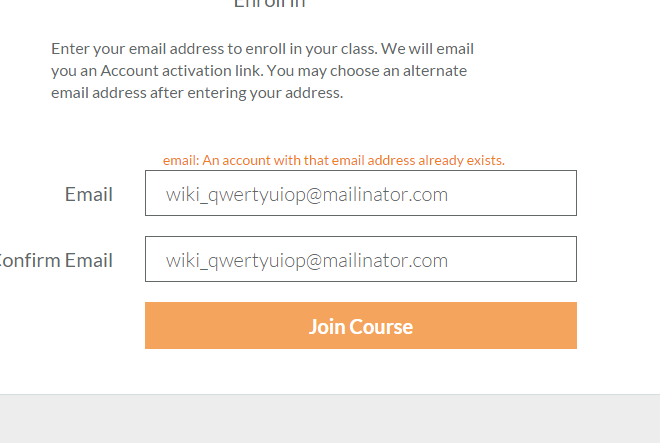 Enroll in
Enter your email address to enroll in your class. We will email
you an Account activation link. You may choose an alternate
email address after entering your address.
email: An account with that email address already exists.
Email wiki_qwertyuiop@mailinator.com
Confirm Email wiki_qwertyuiop@mailinator.com
Join Course